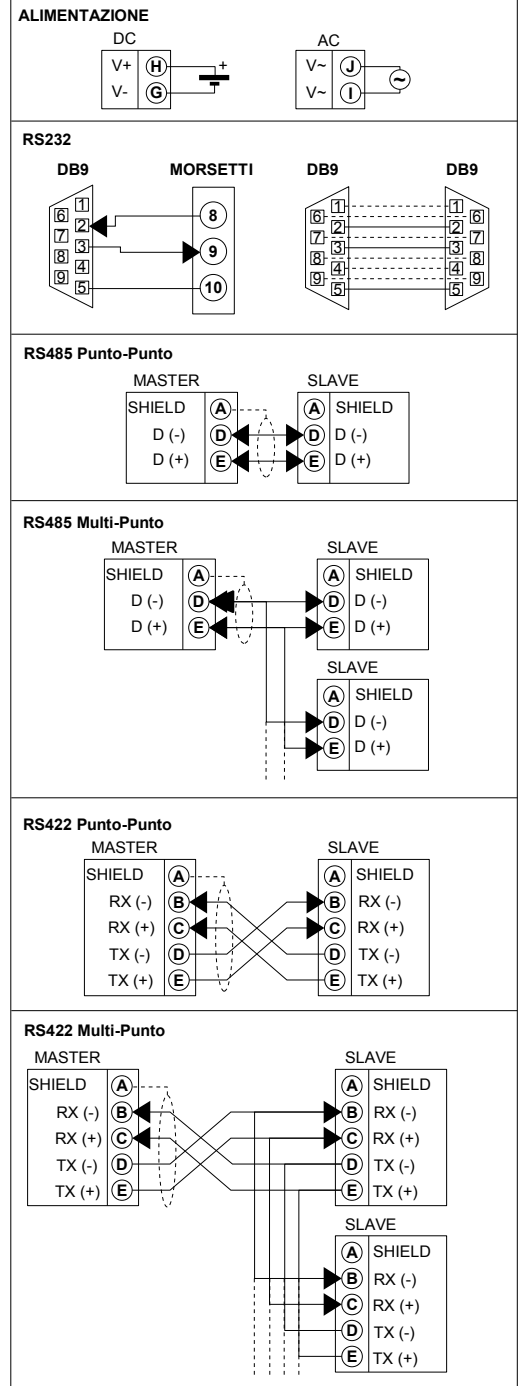 ALIMENTAZIONE
DC AC
V+ H + V~ J ~
V- G V~ I
RS232
DB9 MORSETTI DB9 DB9
1 6 2 7 3 8 4 9 5
8
9
10
1 6 2 7 3 8 4 9 5
1 6 2 7 3 8 4 9 5
RS485 Punto-Punto
MASTER SLAVE
SHIELD A A SHIELD
D (-) D D D (-)
D (+) E E D (+)
RS485 Multi-Punto
MASTER SLAVE
SHIELD A A SHIELD
D (-) D D D (-)
D (+) E E D (+)
SLAVE
A SHIELD
D D (-)
E D (+)
RS422 Punto-Punto
MASTER SLAVE
SHIELD A A SHIELD
RX (-) B B RX (-)
RX (+) C C RX (+)
TX (-) D D TX (-)
TX (+) E E TX (+)
RS422 Multi-Punto
MASTER SLAVE
SHIELD A A SHIELD
RX (-) B B RX (-)
RX (+) C C RX (+)
TX (-) D D TX (-)
TX (+) E E TX (+)
SLAVE
A SHIELD
B RX (-)
C RX (+)
D TX (-)
E TX (+)